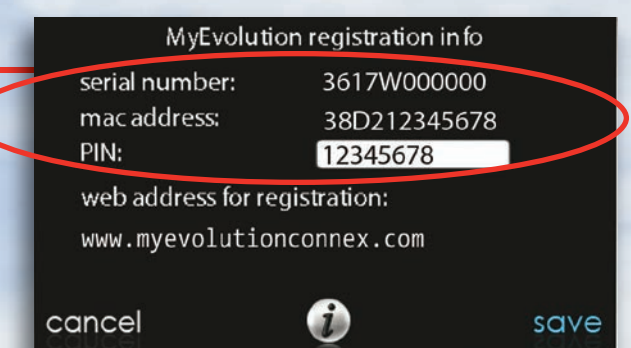 MyEvolution registration info
serial number: 3617W000000
mac address: 38D212345678
PIN: 12345678
web address for registration:
www.myevolutionconnex.com
cancel i save